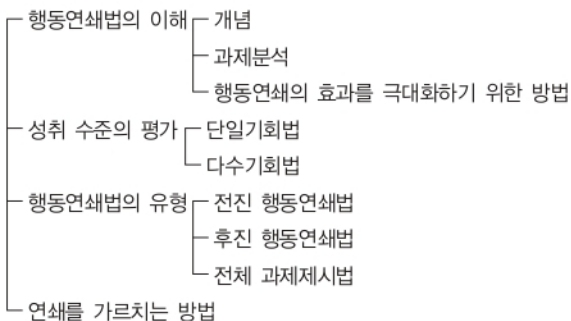 행동연쇄법의 이해 개념
과제분석
행동연쇄의 효과를 극대화하기 위한 방법
성취 수준의 평가 단일기회법
다수기회법
행동연쇄법의 유형 전진 행동연쇄법
후진 행동연쇄법
전체 과제제시법
연쇄를 가르치는 방법